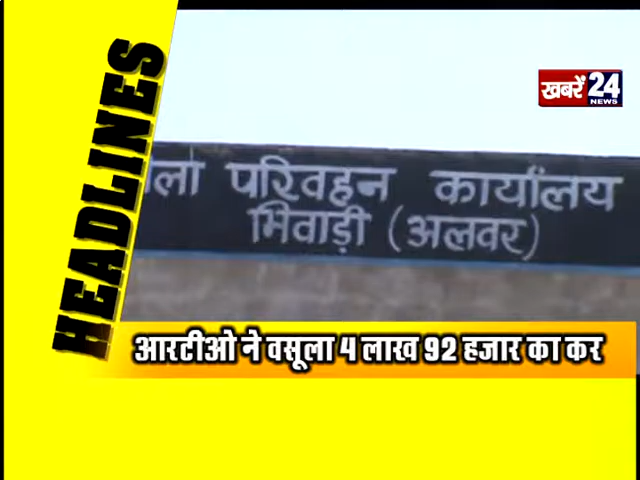 HEADLINES
खबरें 24
NEWS
ला परिवहन कार्यालय
भिवाड़ी (अलवर)
आरटीओ ने वसूला 4 लाख 92 हजार का कर